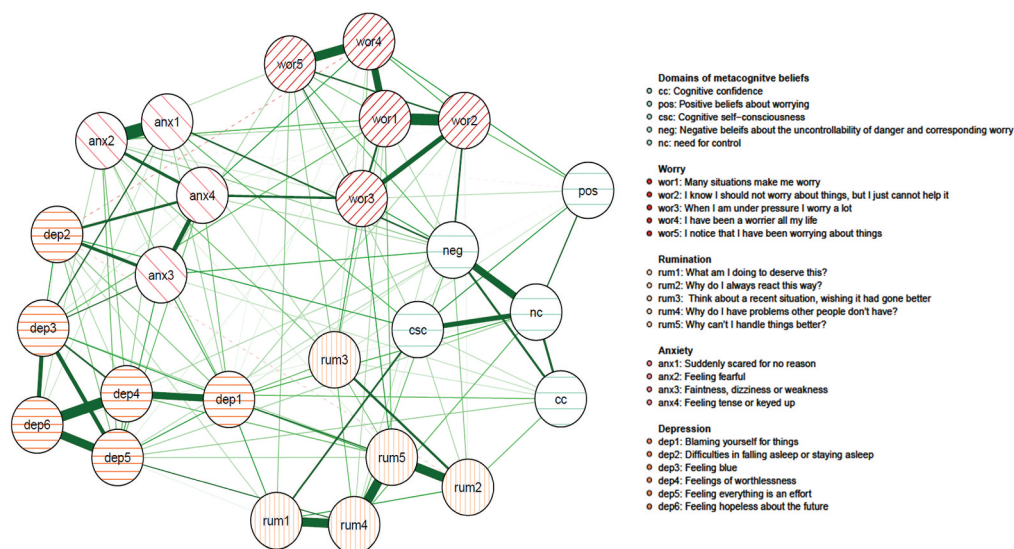 wor4
wor5
wor1
wor2
anx1
anx2
anx4
wor3
pos
dep2
neg
anx3
nc
dep3
csc
rum3
dep4
dep1
cc
dep6
dep5
rum5
rum2
rum1
rum4
Domains of metacognitve beliefs
cc: Cognitive confidence
pos: Positive beliefs about worrying
csc: Cognitive self-consciousness
neg: Negative beleifs about the uncontrollability of danger and corresponding worry
nc: need for control
Worry
wor1: Many situations make me worry
wor2: I know I should not worry about things, but I just cannot help it
wor3: When I am under pressure I worry a lot
wor4: I have been a worrier all my life
wor5: I notice that I have been worrying about things
Rumination
rum1: What am I doing to deserve this?
rum2: Why do I always react this way?
rum3: Think about a recent situation, wishing it had gone better
rum4: Why do I have problems other people don't have?
rum5: Why can't I handle things better?
Anxiety
anx1: Suddenly scared for no reason
anx2: Feeling fearful
anx3: Faintness, dizziness or weakness
anx4: Feeling tense or keyed up
Depression
dep1: Blaming yourself for things
dep2: Difficulties in falling asleep or staying asleep
dep3: Feeling blue
dep4: Feelings of worthlessness
dep5: Feeling everything is an effort
dep6: Feeling hopeless about the future